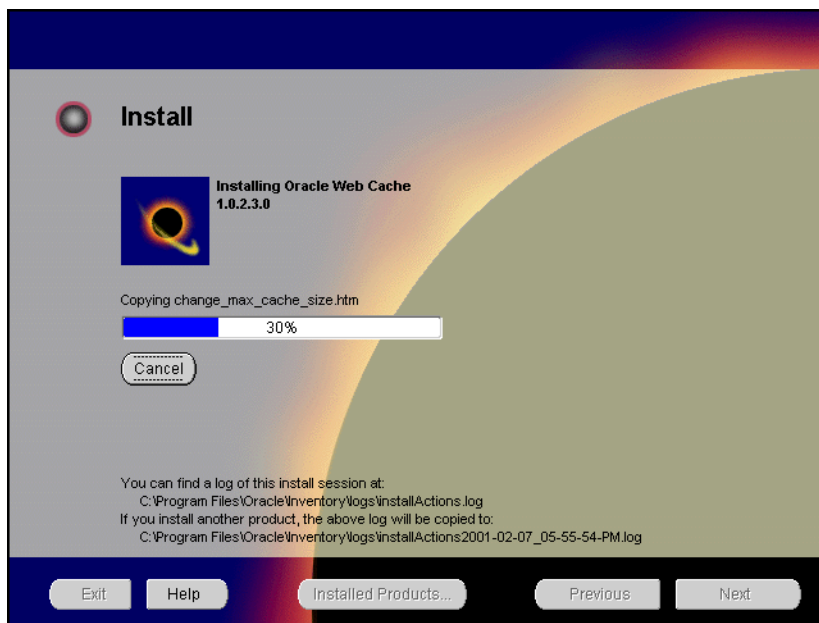 Install
Installing Oracle Web Cache
1.0.2.3.0
Copying change_max_cache_size.htm
30%
Cancel
You can find a log of this install session at:
C:\Program Files\Oracle\Inventory\logs\installActions.log
If you install another product, the above log will be copied to:
C:\Program Files\Oracle\Inventory\logs\installActions2001-02-07_05-55-54-PM.log
Exit
Help
Installed Products...
Previous
Next